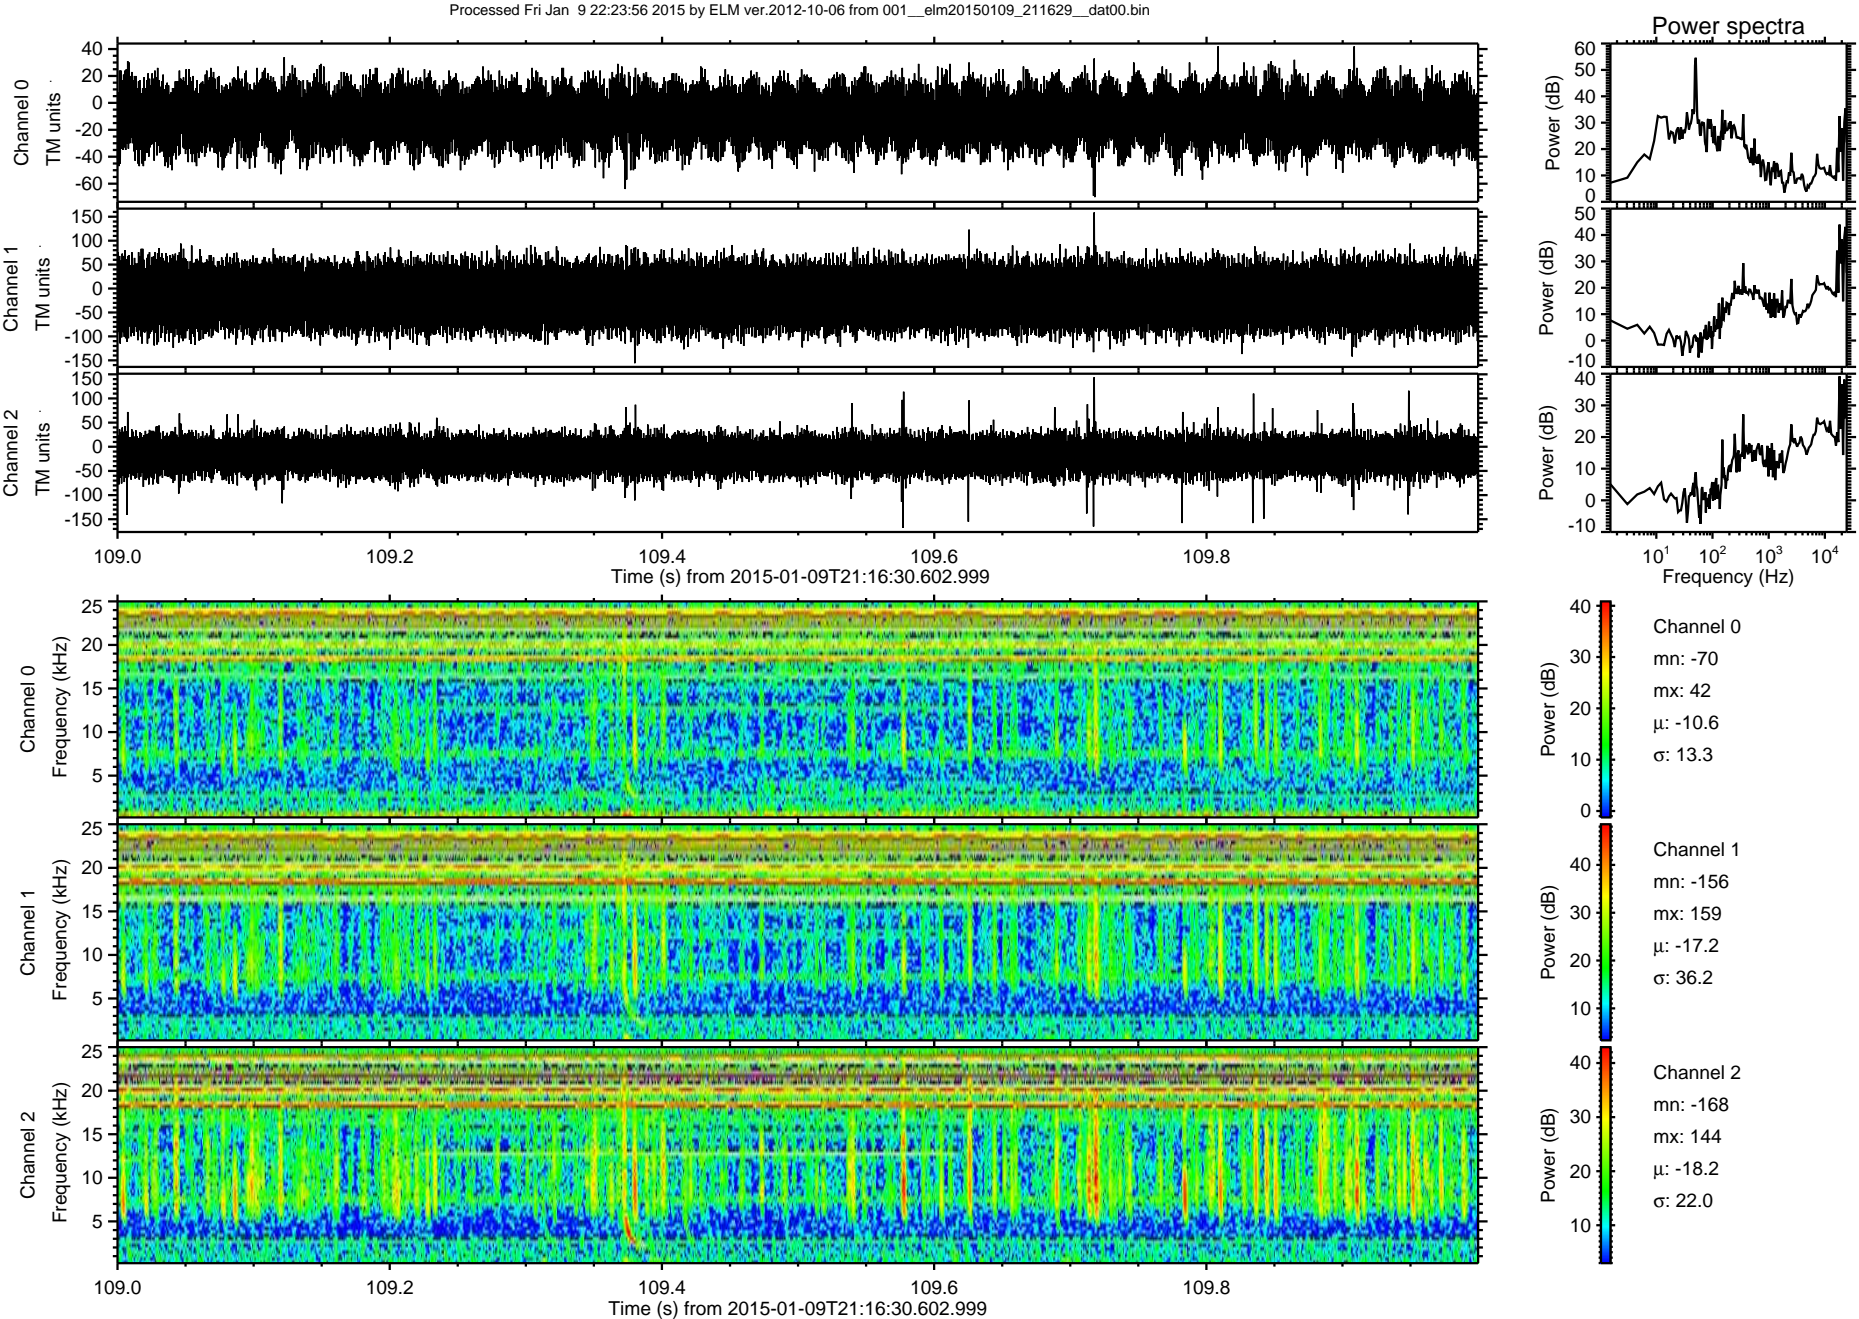 Processed Fri Jan  9 22:23:56 2015 by ELM ver.2012-10-06 from 001__elm20150109_211629__dat00.bin
Power spectra
Channel 0
TM units
40
20
0
-20
-40
-60
Power (dB)
60
50
40
30
20
10
0
Channel 1
TM units
150
100
50
0
-50
-100
-150
Power (dB)
50
40
30
20
10
0
-10
Channel 2
TM units
150
100
50
0
-50
-100
-150
Power (dB)
40
30
20
10
0
-10
109.0 109.2 109.4 109.6 109.8
Time (s) from 2015-01-09T21:16:30.602.999
10^1 10^2 10^3 10^4
Frequency (Hz)
Channel 0
Frequency (kHz)
25
20
15
10
5
Power (dB)
40
30
20
10
0
Channel 0
mn: -70
mx: 42
μ: -10.6
σ: 13.3
Channel 1
Frequency (kHz)
25
20
15
10
5
Power (dB)
40
30
20
10
Channel 1
mn: -156
mx: 159
μ: -17.2
σ: 36.2
Channel 2
Frequency (kHz)
25
20
15
10
5
Power (dB)
40
30
20
10
Channel 2
mn: -168
mx: 144
μ: -18.2
σ: 22.0
109.0 109.2 109.4 109.6 109.8
Time (s) from 2015-01-09T21:16:30.602.999